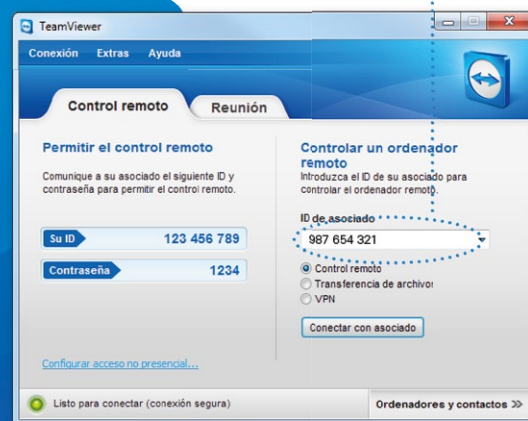 TeamViewer
Conexión Extras Ayuda
Control remoto
Reunión
Permitir el control remoto
Comunique a su asociado el siguiente ID y
contraseña para permitir el control remoto.
Su ID 123 456 789
Contraseña 1234
Configurar acceso no presencial...
Controlar un ordenador
remoto
Introduzca el ID de su asociado para
controlar el ordenador remoto.
ID de asociado
987 654 321
Control remoto
Transferencia de archivos
VPN
Conectar con asociado
Listo para conectar (conexión segura)
Ordenadores y contactos >>